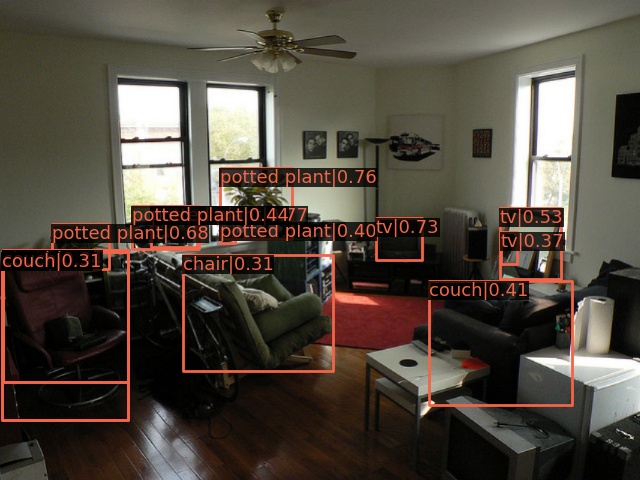 potted plant|0.76
potted plant|0.4477
potted plant|0.68
potted plant|0.40
tv|0.73
tv|0.53
tv|0.37
couch|0.31
chair|0.31
couch|0.41